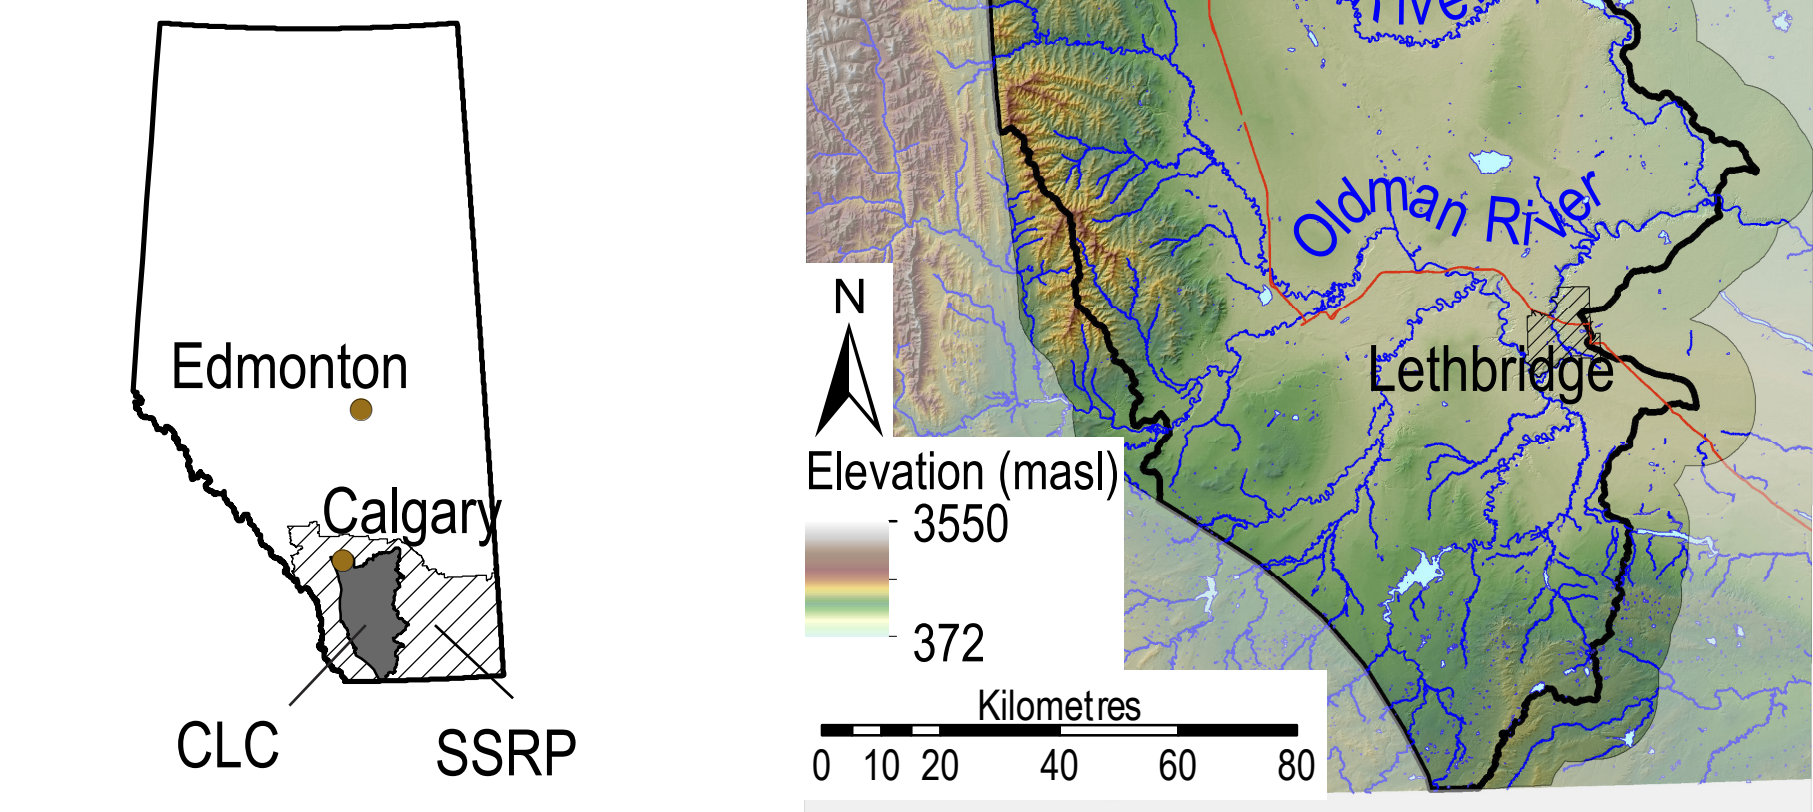 Edmonton
Calgary
CLC
SSRP
Oldman River
Lethbridge
N
Elevation (masl)
3550
372
Kilometres
0 10 20 40 60 80